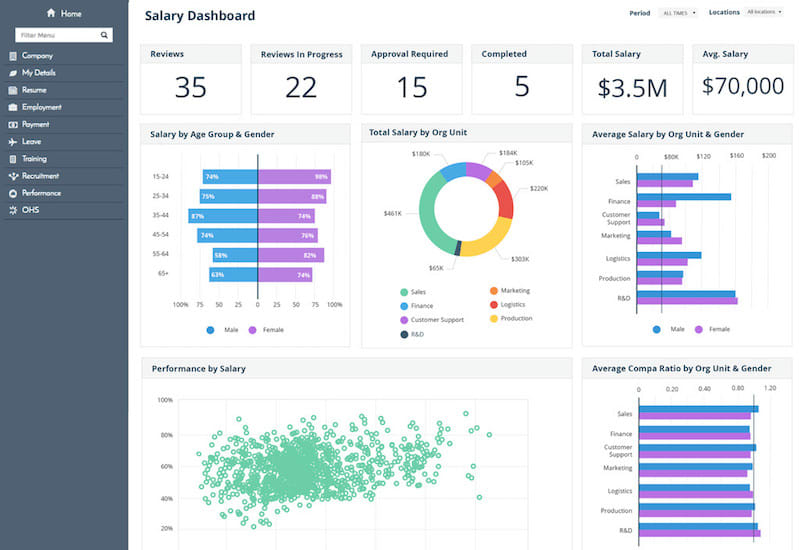 Home
Filter Menu
Company
My Details
Resume
Employment
Payment
Leave
Training
Recruitment
Performance
OHS
Salary Dashboard
Period ALL TIMES Locations All locations
Reviews
35
Reviews In Progress
22
Approval Required
15
Completed
5
Total Salary
$3.5M
Avg. Salary
$70,000
Salary by Age Group & Gender
15-24 74% 98%
25-34 75% 88%
35-44 87% 74%
45-54 74% 76%
55-64 58% 82%
65+ 63% 74%
100% 75 50 25 0 25 50 75 100%
Male Female
Total Salary by Org Unit
$180K $184K
$105K
$220K
$461K
$303K
$65K
Sales Marketing
Finance Logistics
Customer Support Production
R&D
Average Salary by Org Unit & Gender
0 $80K $120 $160 $200
Sales
Finance
Customer
Support
Marketing
Logistics
Production
R&D
Male Female
Performance by Salary
100%
80%
60%
40%
20%
Average Compa Ratio by Org Unit & Gender
0 0.20 0.40 0.80 1.20
Sales
Finance
Customer
Support
Marketing
Logistics
Production
R&D